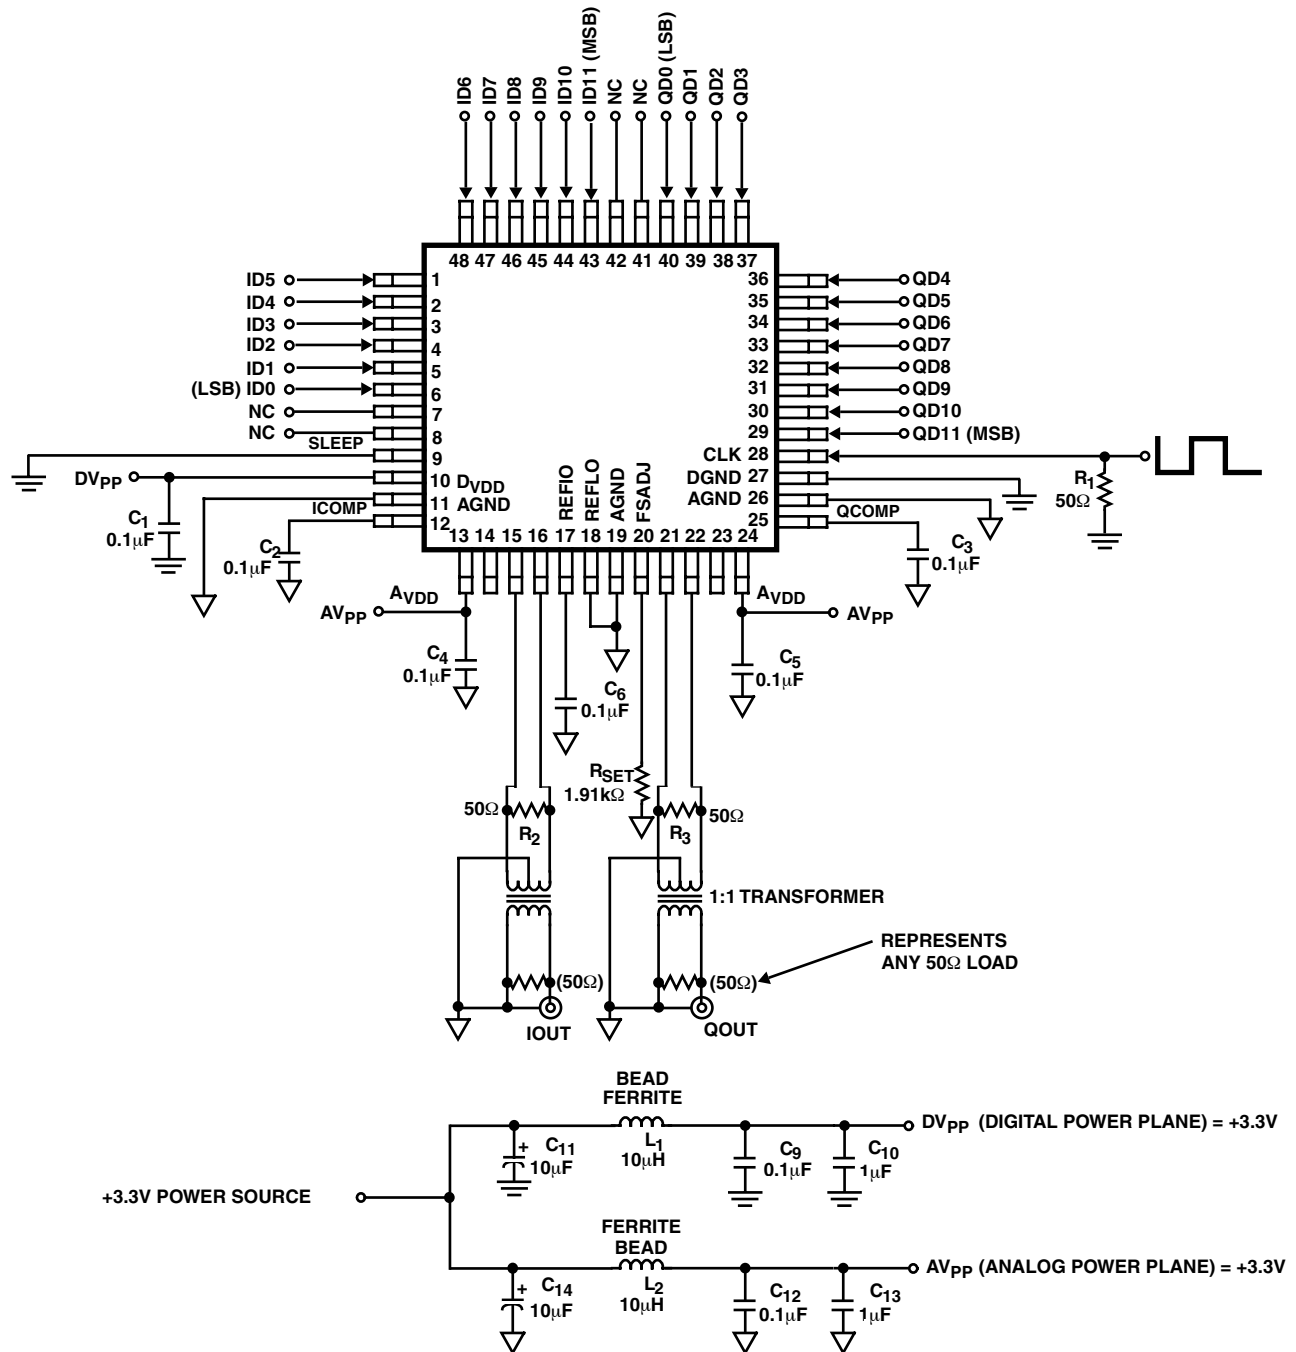 ID6 ID7 ID8 ID9 ID10 ID11 (MSB) NC NC QD0 (LSB) QD1 QD2 QD3
48 47 46 45 44 43 42 41 40 39 38 37
ID5 1
ID4 2
ID3 3
ID2 4
ID1 5
(LSB) ID0 6
NC 7
NC 8
SLEEP 9
DVPP 10 DVDD
11 AGND
ICOMP 12
C1
0.1µF
C2
0.1µF
36 QD4
35 QD5
34 QD6
33 QD7
32 QD8
31 QD9
30 QD10
29 QD11 (MSB)
CLK 28
DGND 27
AGND 26
25 QCOMP
R1
50Ω
C3
0.1µF
REFIO REFLO AGND FSADJ
13 14 15 16 17 18 19 20 21 22 23 24
AVPP AVDD
AVDD AVPP
C4
0.1µF
C6
0.1µF
C5
0.1µF
RSET
1.91kΩ
50Ω
R2
R3
50Ω
1:1 TRANSFORMER
REPRESENTS
ANY 50Ω LOAD
(50Ω)
(50Ω)
IOUT
QOUT
BEAD
FERRITE
C11
10µF
L1
10µH
C9
0.1µF
C10
1µF
DVPP (DIGITAL POWER PLANE) = +3.3V
+3.3V POWER SOURCE
FERRITE
BEAD
+
+
C14
10µF
L2
10µH
C12
0.1µF
C13
1µF
AVPP (ANALOG POWER PLANE) = +3.3V